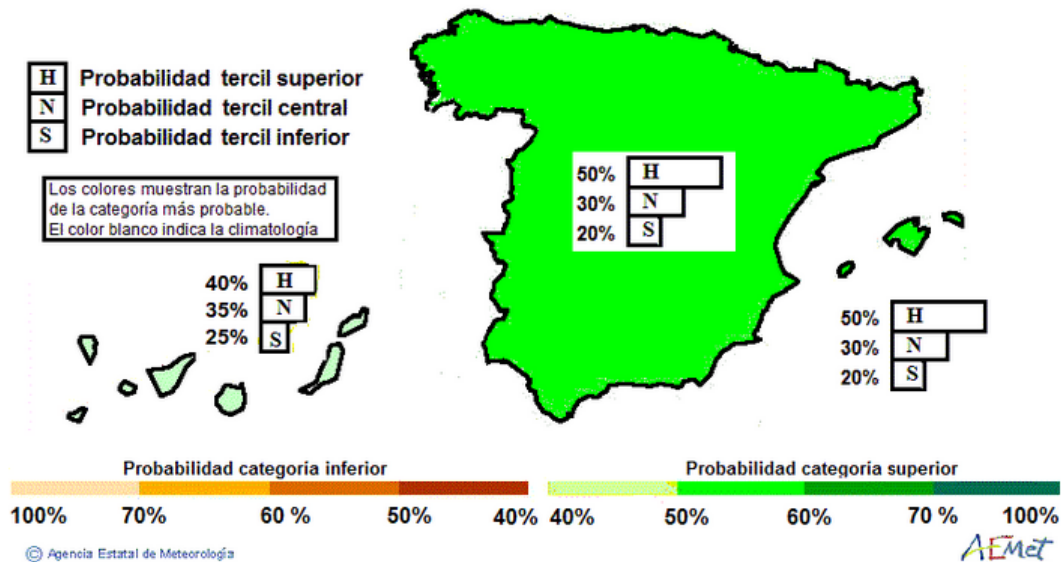 H Probabilidad tercil superior
N Probabilidad tercil central
S Probabilidad tercil inferior
Los colores muestran la probabilidad
de la categoría más probable.
El color blanco indica la climatología
50% H
30% N
20% S
40% H
35% N
25% S
50% H
30% N
20% S
Probabilidad categoria inferior
100% 70% 60 % 50% 40%
Probabilidad categoria superior
40% 50% 60% 70 % 100%
© Agencia Estatal de Meteorología
AEMet